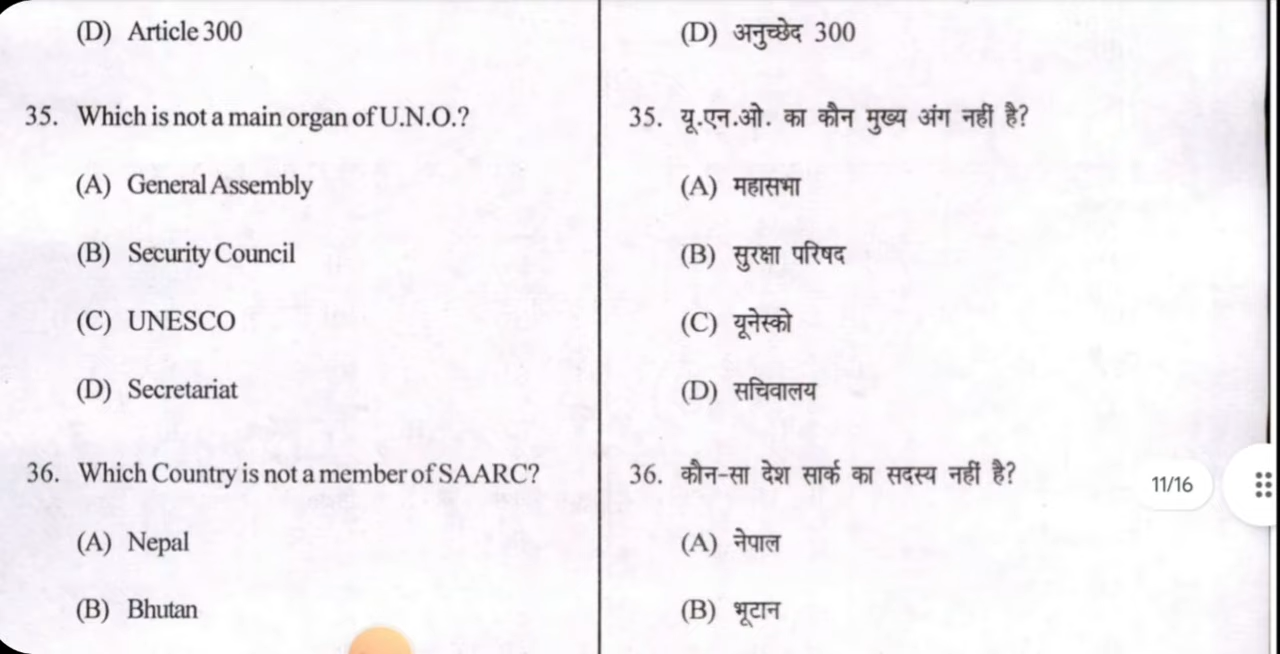 (D) Article 300
35. Which is not a main organ of U.N.O.?
(A) General Assembly
(B) Security Council
(C) UNESCO
(D) Secretariat
36. Which Country is not a member of SAARC?
(A) Nepal
(B) Bhutan
(D) अनुच्छेद 300
35. यू.एन.ओ. का कौन मुख्य अंग नहीं है?
(A) महासभा
(B) सुरक्षा परिषद
(C) यूनेस्को
(D) सचिवालय
36. कौन-सा देश सार्क का सदस्य नहीं है?
(A) नेपाल
(B) भूटान
11/16